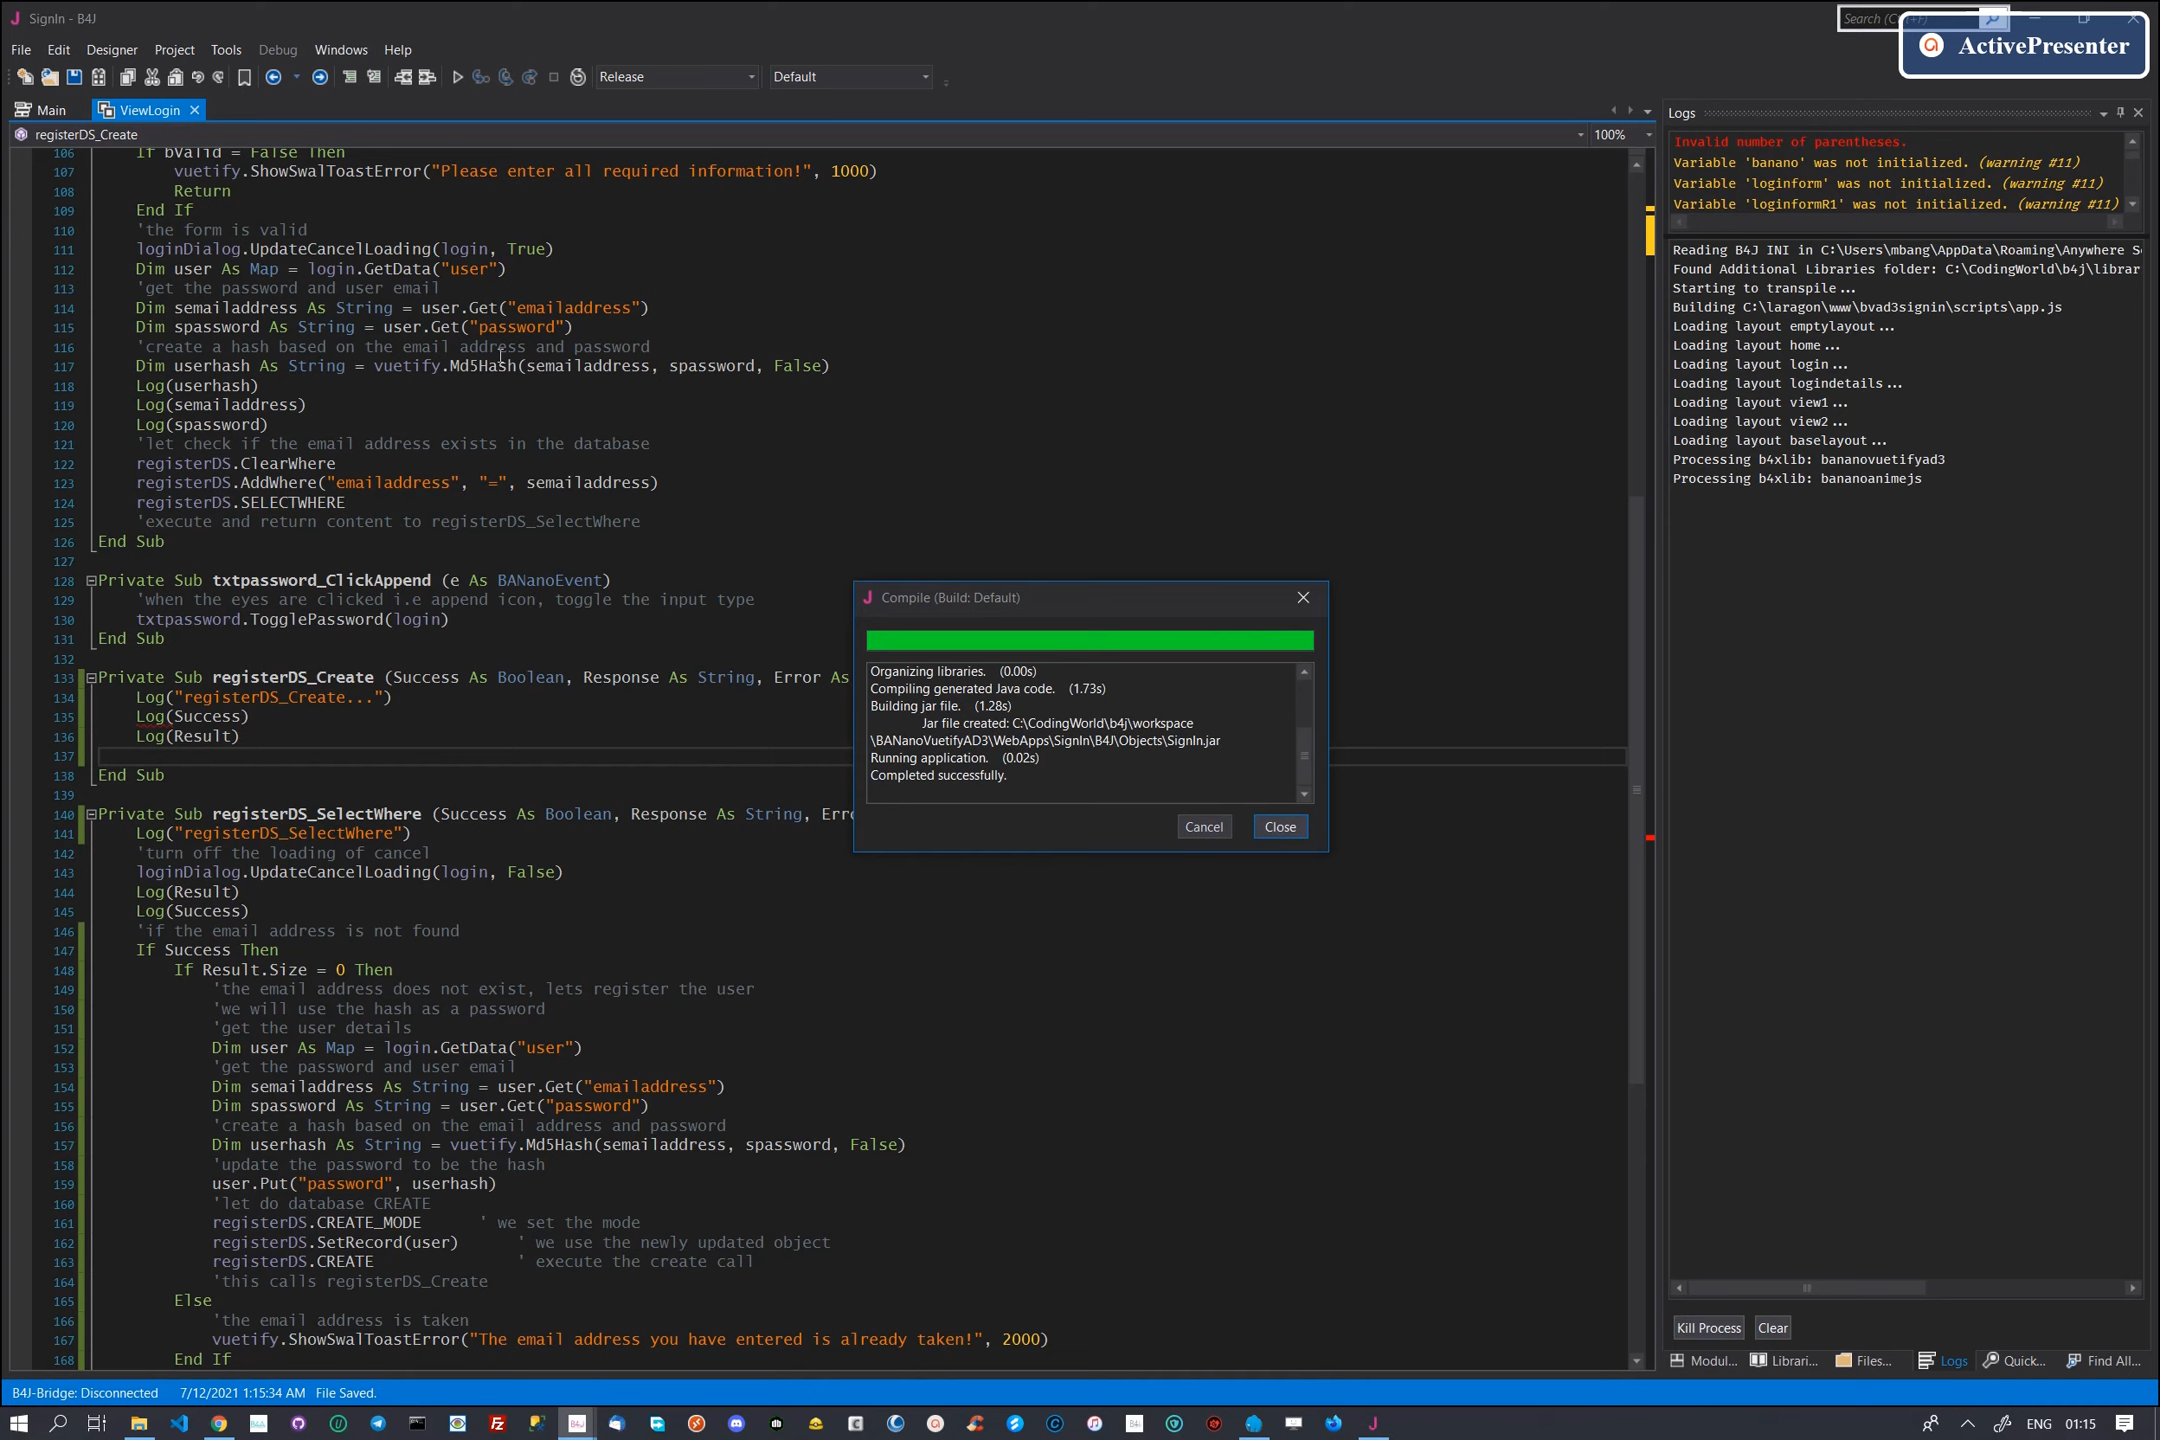 SignIn - B4J
Search (Ctrl+F)
ActivePresenter
File Edit Designer Project Tools Debug Windows Help
Release Default
Main ViewLogin
registerDS_Create 100%
106 If bValid = False Then
107 vuetify.ShowSwalToastError("Please enter all required information!", 1000)
108 Return
109 End If
110 'the form is valid
111 loginDialog.UpdateCancelLoading(login, True)
112 Dim user As Map = login.GetData("user")
113 'get the password and user email
114 Dim semailaddress As String = user.Get("emailaddress")
115 Dim spassword As String = user.Get("password")
116 'create a hash based on the email address and password
117 Dim userhash As String = vuetify.Md5Hash(semailaddress, spassword, False)
118 Log(userhash)
119 Log(semailaddress)
120 Log(spassword)
121 'let check if the email address exists in the database
122 registerDS.ClearWhere
123 registerDS.AddWhere("emailaddress", "=", semailaddress)
124 registerDS.SELECTWHERE
125 'execute and return content to registerDS_SelectWhere
126 End Sub
127
128 Private Sub txtpassword_ClickAppend (e As BANanoEvent)
129 'when the eyes are clicked i.e append icon, toggle the input type
130 txtpassword.TogglePassword(login)
131 End Sub
132
133 Private Sub registerDS_Create (Success As Boolean, Response As String, Error As
134 Log("registerDS_Create...")
135 Log(Success)
136 Log(Result)
137
138 End Sub
139
140 Private Sub registerDS_SelectWhere (Success As Boolean, Response As String, Erro
141 Log("registerDS_SelectWhere")
142 'turn off the loading of cancel
143 loginDialog.UpdateCancelLoading(login, False)
144 Log(Result)
145 Log(Success)
146 'if the email address is not found
147 If Success Then
148 If Result.Size = 0 Then
149 'the email address does not exist, lets register the user
150 'we will use the hash as a password
151 'get the user details
152 Dim user As Map = login.GetData("user")
153 'get the password and user email
154 Dim semailaddress As String = user.Get("emailaddress")
155 Dim spassword As String = user.Get("password")
156 'create a hash based on the email address and password
157 Dim userhash As String = vuetify.Md5Hash(semailaddress, spassword, False)
158 'update the password to be the hash
159 user.Put("password", userhash)
160 'let do database CREATE
161 registerDS.CREATE_MODE ' we set the mode
162 registerDS.SetRecord(user) ' we use the newly updated object
163 registerDS.CREATE ' execute the create call
164 'this calls registerDS_Create
165 Else
166 'the email address is taken
167 vuetify.ShowSwalToastError("The email address you have entered is already taken!", 2000)
168 End If
Compile (Build: Default)
Organizing libraries. (0.00s)
Compiling generated Java code. (1.73s)
Building jar file. (1.28s)
Jar file created: C:\CodingWorld\b4j\workspace
\BANanoVuetifyAD3\WebApps\SignIn\B4J\Objects\SignIn.jar
Running application. (0.02s)
Completed successfully.
Cancel Close
Logs
Invalid number of parentheses.
Variable 'banano' was not initialized. (warning #11)
Variable 'loginform' was not initialized. (warning #11)
Variable 'loginformR1' was not initialized. (warning #11)
Reading B4J INI in C:\Users\mbang\AppData\Roaming\Anywhere S
Found Additional Libraries folder: C:\CodingWorld\b4j\librar
Starting to transpile...
Building C:\laragon\www\bvad3signin\scripts\app.js
Loading layout emptylayout...
Loading layout home...
Loading layout login...
Loading layout logindetails...
Loading layout view1...
Loading layout view2...
Loading layout baselayout...
Processing b4xlib: bananovuetifyad3
Processing b4xlib: bananoanimejs
Kill Process Clear
Modul... Librari... Files... Logs Quick... Find All...
B4J-Bridge: Disconnected 7/12/2021 1:15:34 AM File Saved.
ENG 01:15